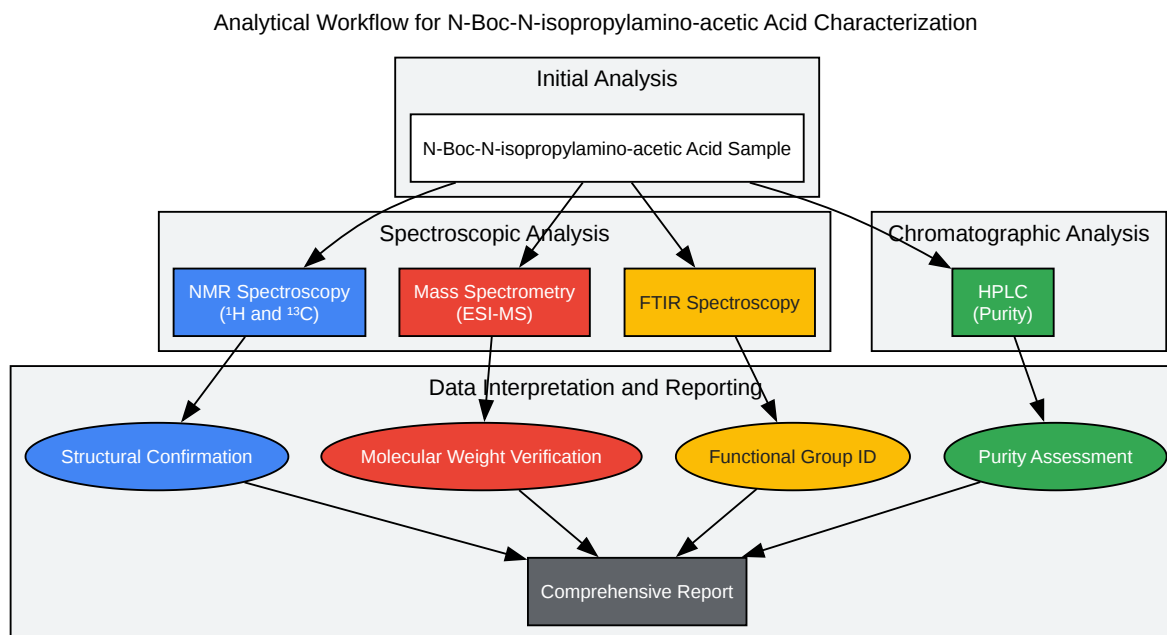 Analytical Workflow for N-Boc-N-isopropylamino-acetic Acid Characterization
Initial Analysis
N-Boc-N-isopropylamino-acetic Acid Sample
Spectroscopic Analysis
Chromatographic Analysis
NMR Spectroscopy
(¹H and ¹³C)
Mass Spectrometry
(ESI-MS)
FTIR Spectroscopy
HPLC
(Purity)
Data Interpretation and Reporting
Structural Confirmation
Molecular Weight Verification
Functional Group ID
Purity Assessment
Comprehensive Report